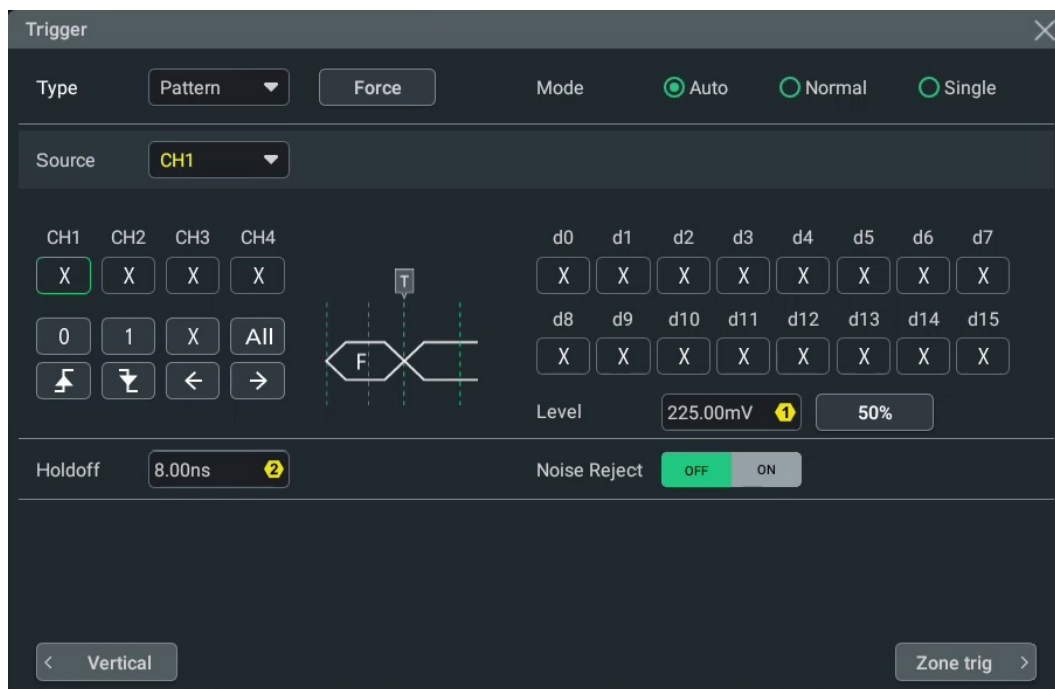 Trigger
Type Pattern Force Mode Auto Normal Single
Source CH1
CH1 CH2 CH3 CH4 d0 d1 d2 d3 d4 d5 d6 d7
X X X X T X X X X X X X X
d8 d9 d10 d11 d12 d13 d14 d15
0 1 X All F X X X X X X X X
Level 225.00mV 1 50%
Holdoff 8.00ns 2 Noise Reject OFF ON
< Vertical Zone trig >